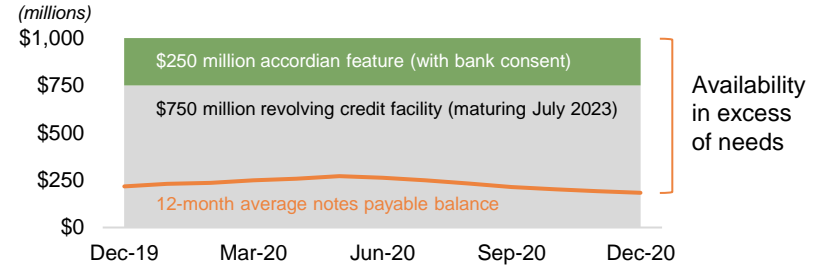 (millions)
$1,000
$750
$500
$250
$0
$250 million accordian feature (with bank consent)
$750 million revolving credit facility (maturing July 2023)
12-month average notes payable balance
Availability
in excess
of needs
Dec-19 Mar-20 Jun-20 Sep-20 Dec-20